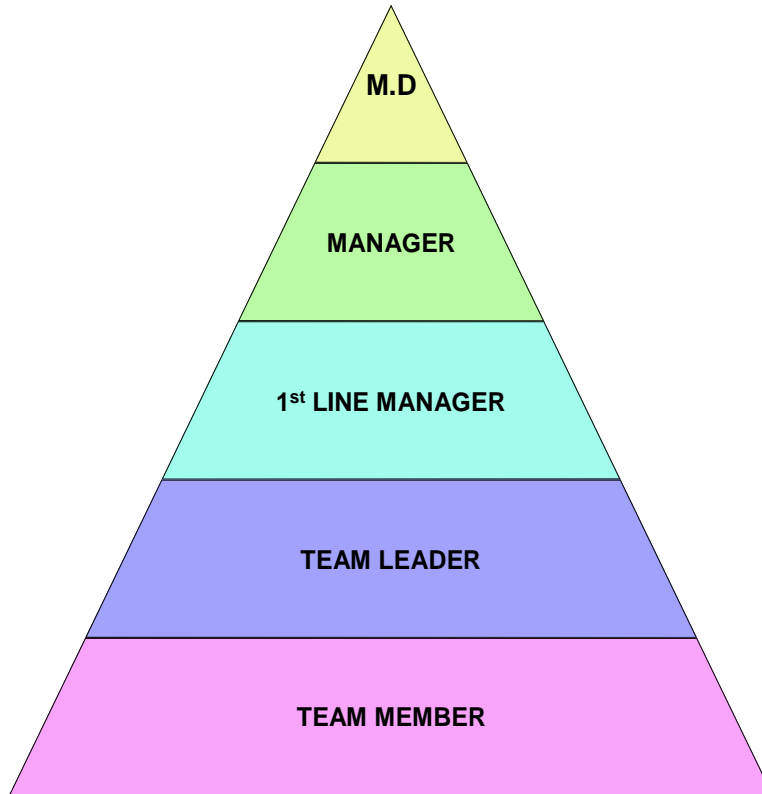 M.D
MANAGER
1st LINE MANAGER
TEAM LEADER
TEAM MEMBER